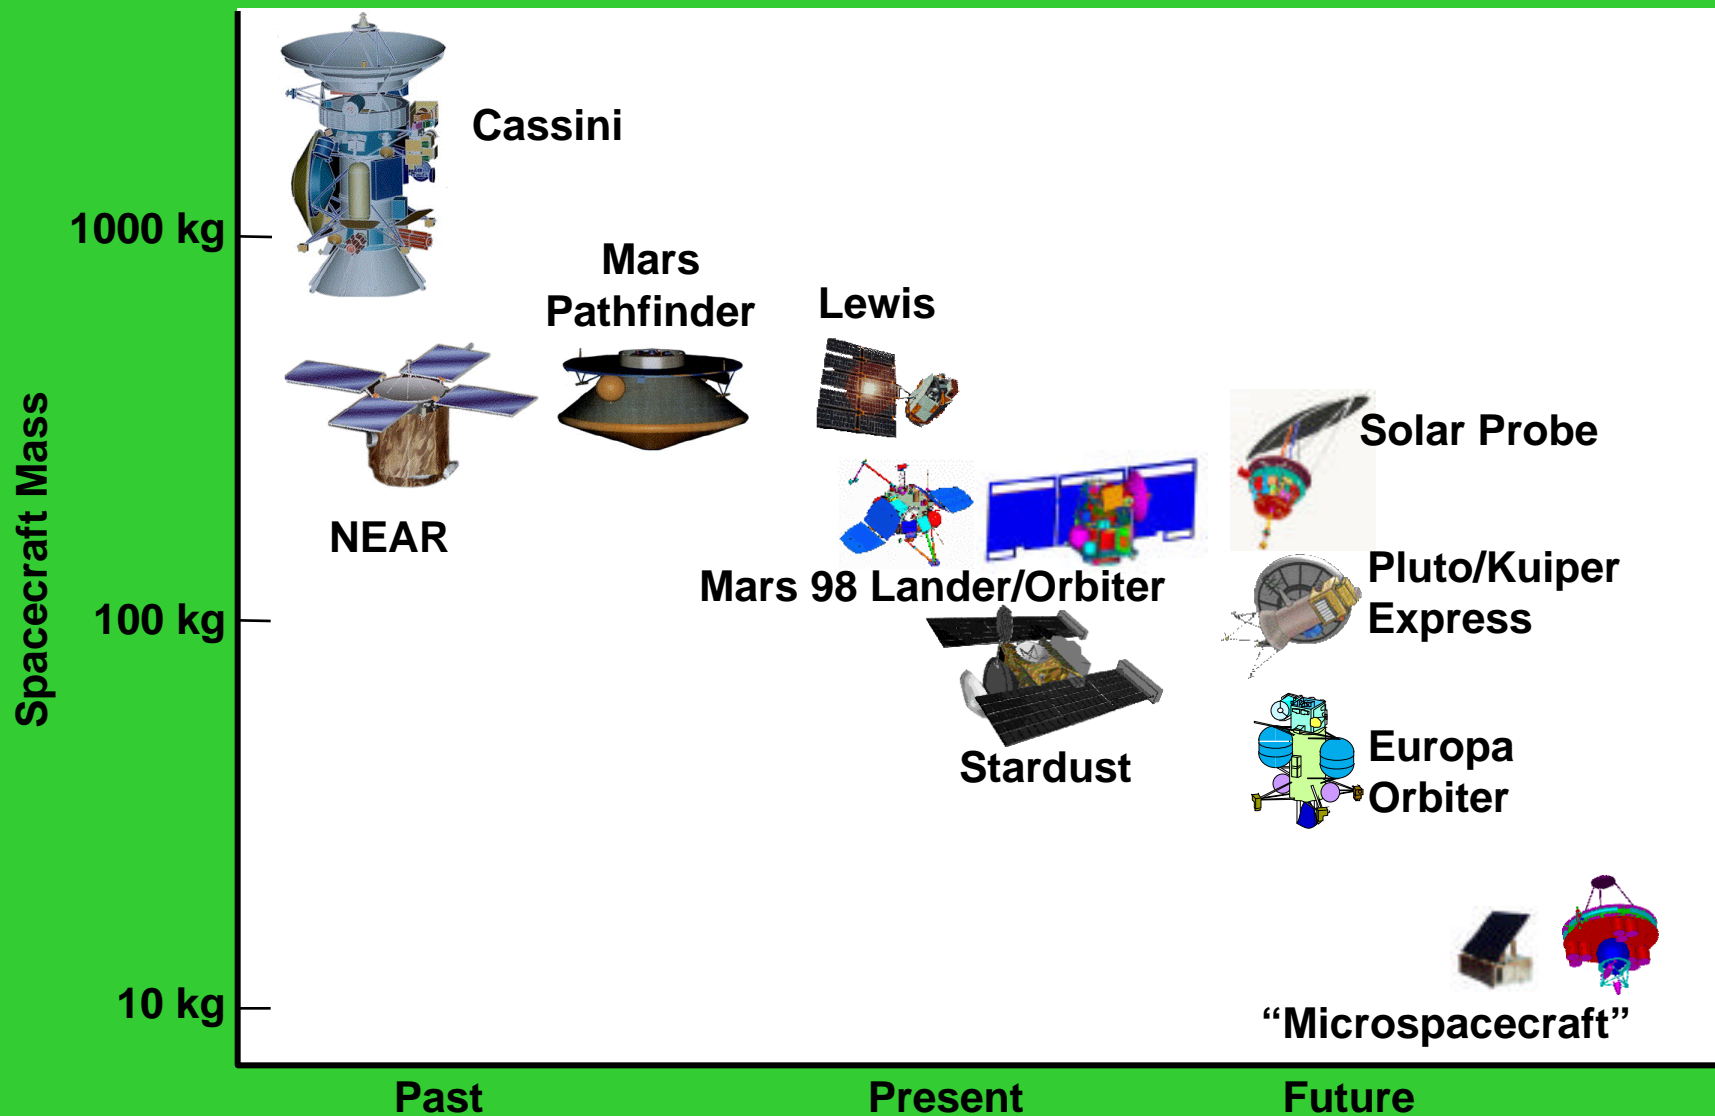 Cassini
1000 kg
Mars
Pathfinder
Lewis
Spacecraft Mass
Solar Probe
NEAR
Mars 98 Lander/Orbiter
Pluto/Kuiper
Express
100 kg
Stardust
Europa
Orbiter
10 kg
“Microspacecraft”
Past
Present
Future